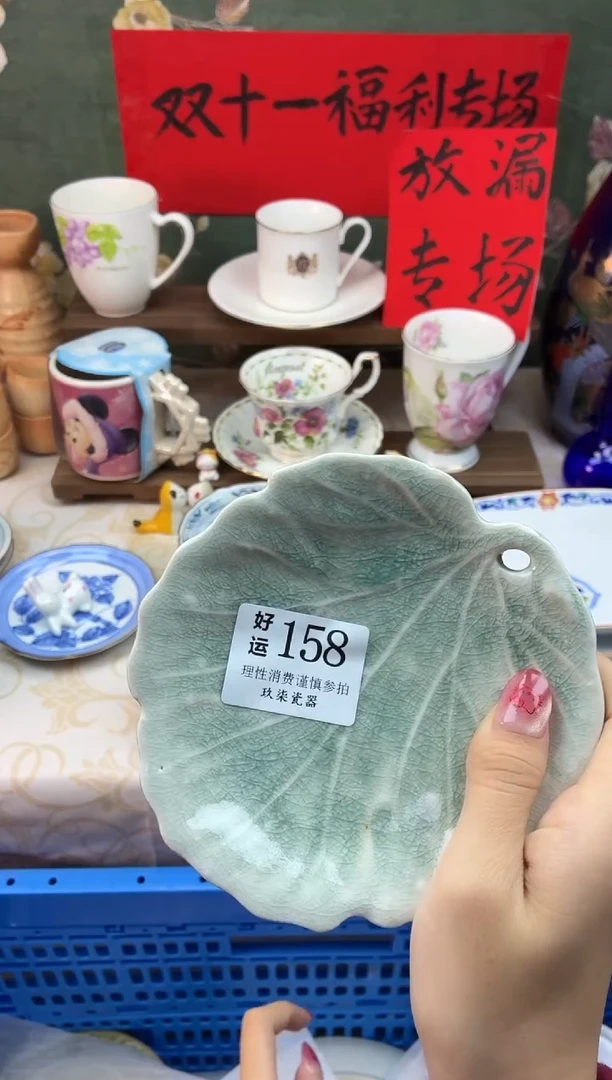 双十一福利专场
放漏
专场
August
好运 158
理性消费谨慎参拍
玖柒瓷器